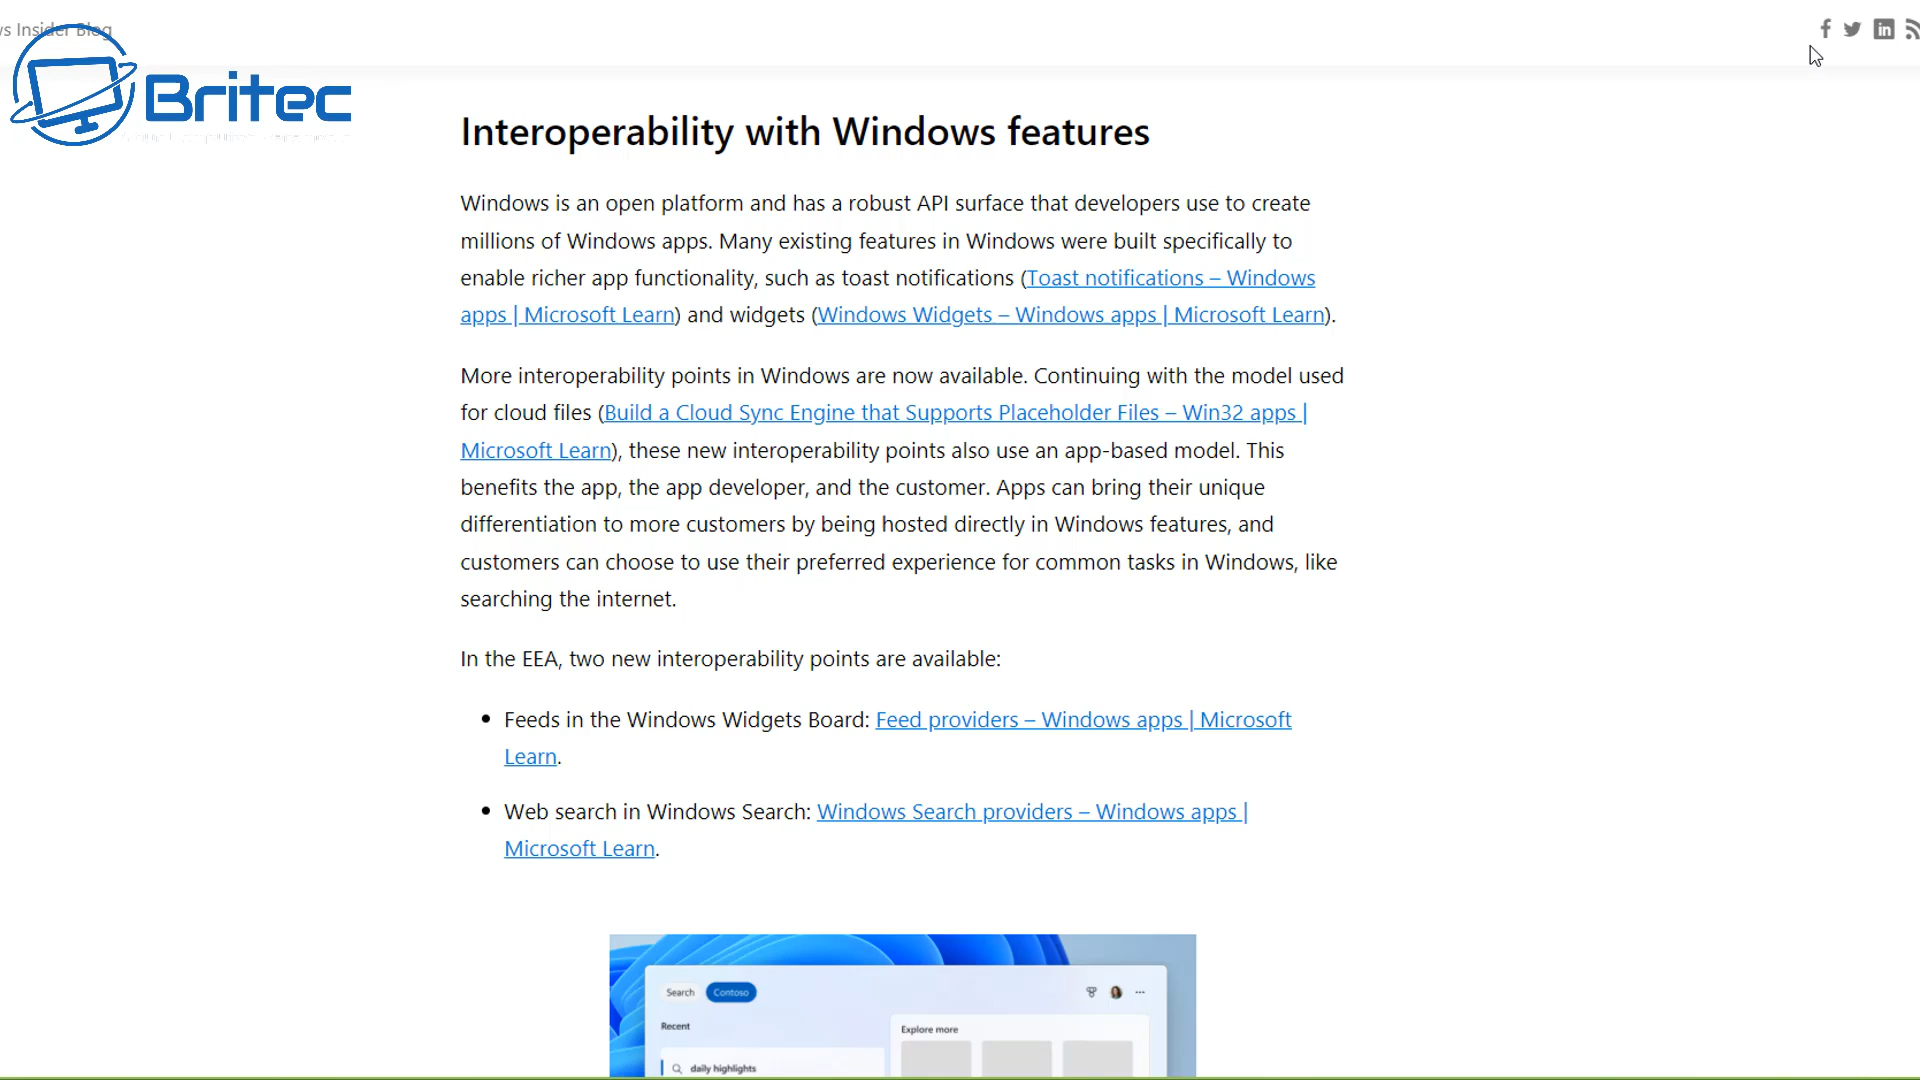 s Insider Blog
Britec
Interoperability with Windows features
Windows is an open platform and has a robust API surface that developers use to create
millions of Windows apps. Many existing features in Windows were built specifically to
enable richer app functionality, such as toast notifications (Toast notifications – Windows
apps | Microsoft Learn) and widgets (Windows Widgets – Windows apps | Microsoft Learn).
More interoperability points in Windows are now available. Continuing with the model used
for cloud files (Build a Cloud Sync Engine that Supports Placeholder Files – Win32 apps |
Microsoft Learn), these new interoperability points also use an app-based model. This
benefits the app, the app developer, and the customer. Apps can bring their unique
differentiation to more customers by being hosted directly in Windows features, and
customers can choose to use their preferred experience for common tasks in Windows, like
searching the internet.
In the EEA, two new interoperability points are available:
• Feeds in the Windows Widgets Board: Feed providers – Windows apps | Microsoft
Learn.
• Web search in Windows Search: Windows Search providers – Windows apps |
Microsoft Learn.
Search Contoso
Recent
Explore more
daily highlights